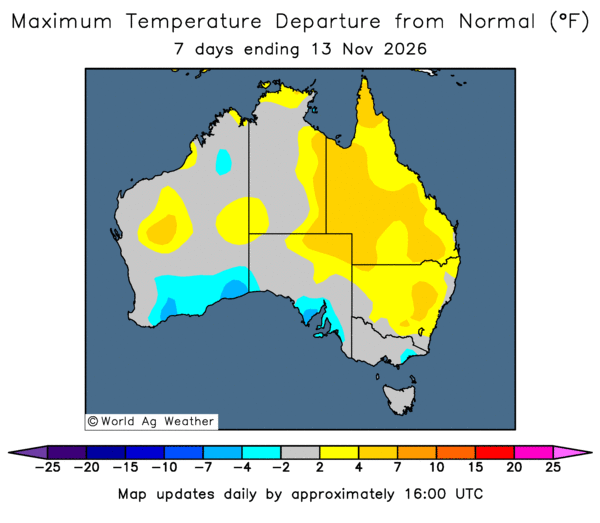 Maximum Temperature Departure from Normal (°F)
7 days ending 13 Nov 2026
©World Ag Weather
-25 -20 -15 -10 -7 -4 -2 2 4 7 10 15 20 25
Map updates daily by approximately 16:00 UTC